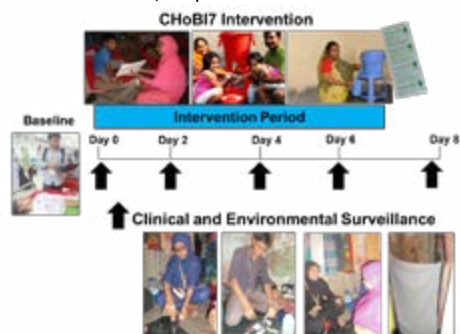 CHoBI7 Intervention
Intervention Period
Baseline
Day 0 Day 2 Day 4 Day 6 Day 8
Clinical and Environmental Surveillance